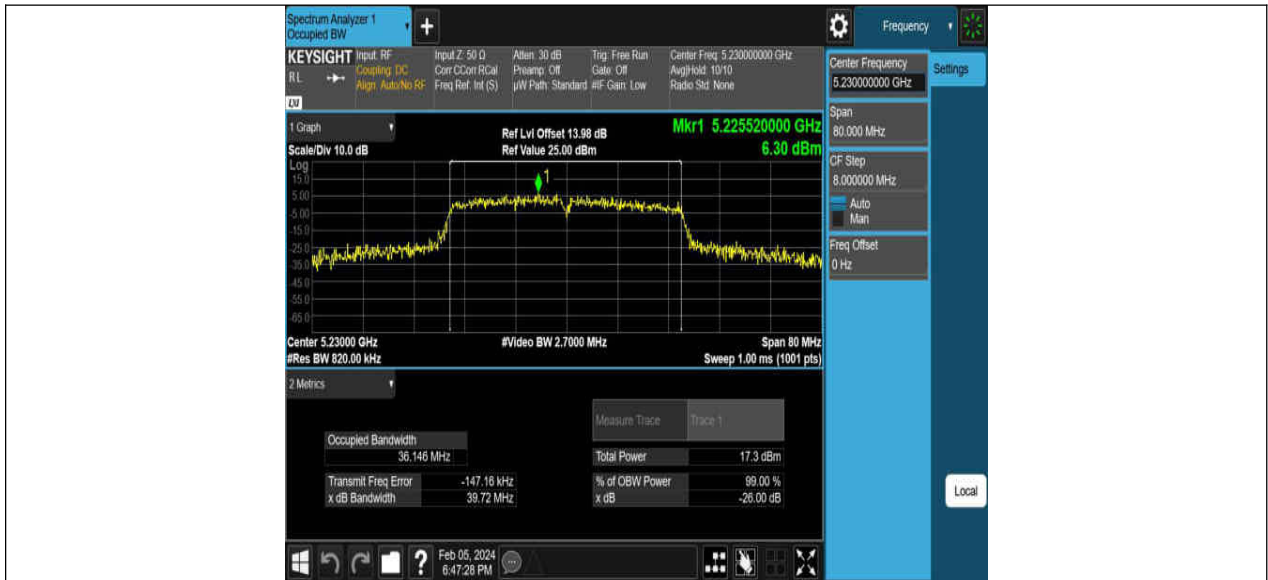 Spectrum Analyzer 1
Occupied BW
+
Frequency
KEYSIGHT
R L
LXI
Input: RF
Coupling: DC
Align: Auto/No RF
Input Z: 50 Ω
Corr CCorr RCal
Freq Ref: Int (S)
Atten: 30 dB
Preamp: Off
µW Path: Standard
Trig: Free Run
Gate: Off
#IF Gain: Low
Center Freq: 5.230000000 GHz
Avg|Hold: 10/10
Radio Std: None
Center Frequency
5.230000000 GHz
Settings
Span
80.000 MHz
CF Step
8.000000 MHz
Auto
Man
Freq Offset
0 Hz
Local
1 Graph
Scale/Div 10.0 dB
Ref Lvl Offset 13.98 dB
Ref Value 25.00 dBm
Mkr1 5.225520000 GHz
6.30 dBm
Log
15.0
5.00
-5.00
-15.0
-25.0
-35.0
-45.0
-55.0
-65.0
1
Center 5.23000 GHz
#Video BW 2.7000 MHz
Span 80 MHz
#Res BW 820.00 kHz
Sweep 1.00 ms (1001 pts)
2 Metrics
Measure Trace Trace 1
Occupied Bandwidth
36.146 MHz
Total Power 17.3 dBm
Transmit Freq Error -147.16 kHz
% of OBW Power 99.00 %
x dB Bandwidth 39.72 MHz
x dB -26.00 dB
?
Feb 05, 2024
6:47:28 PM